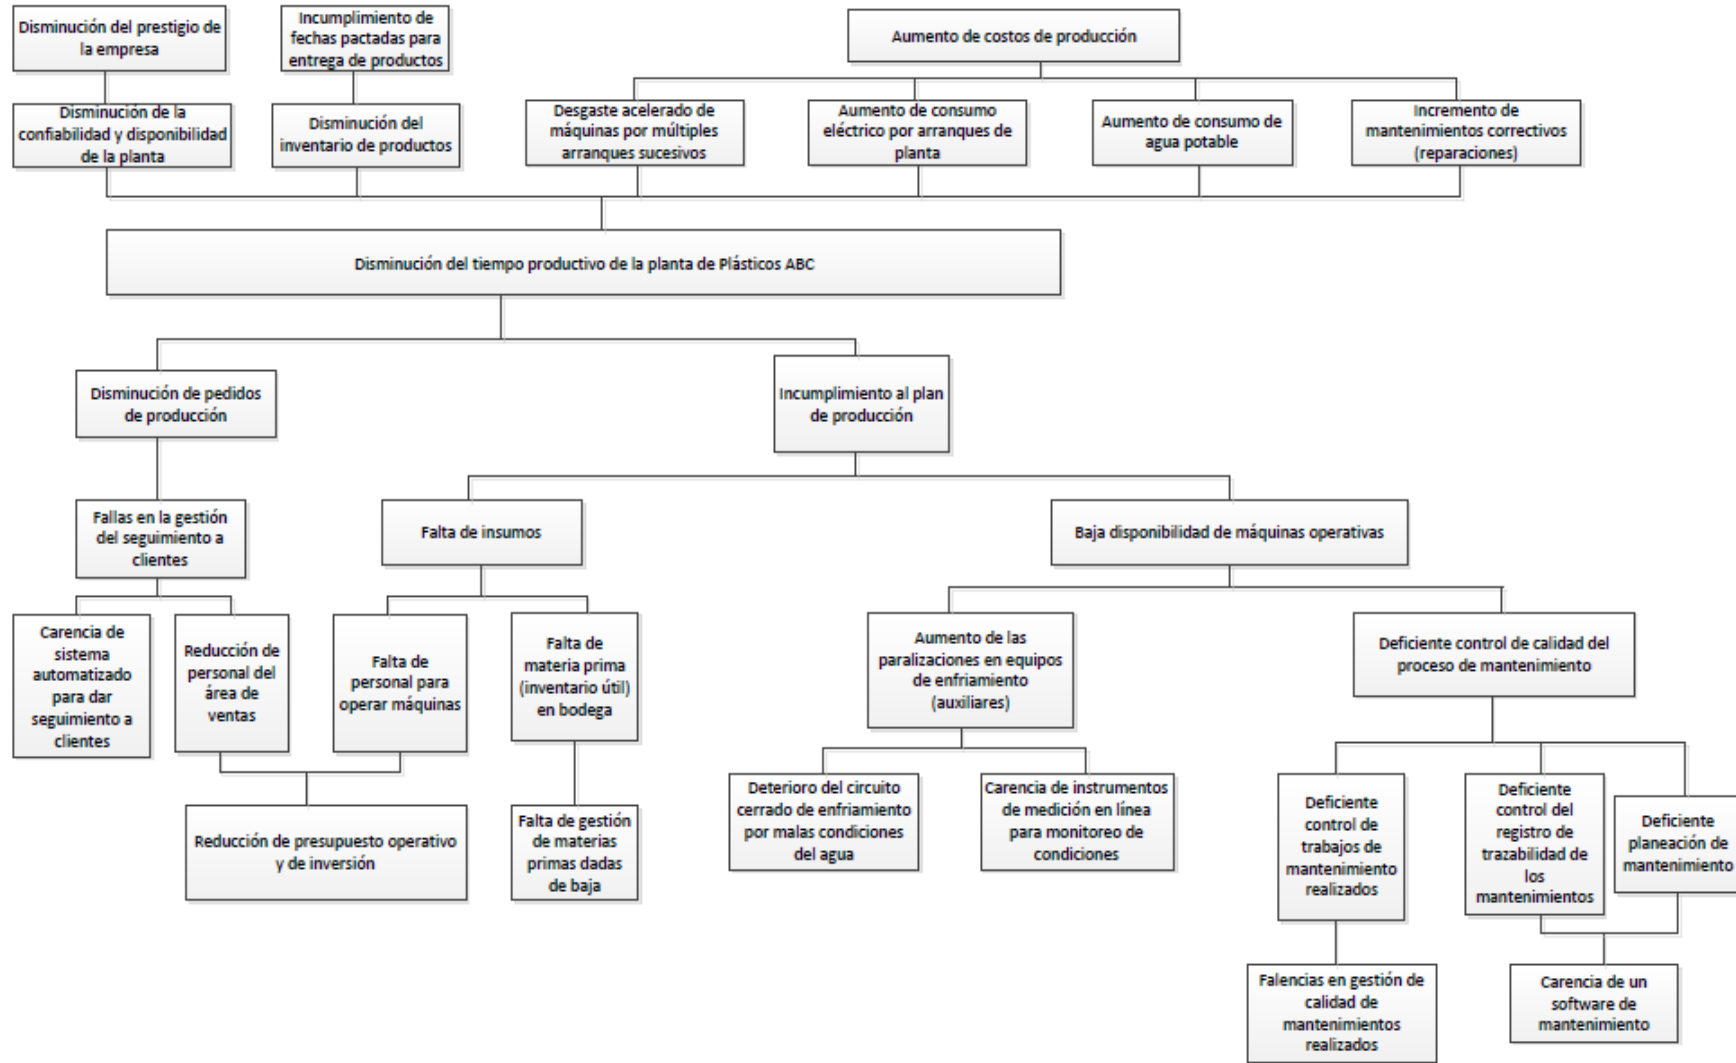 Disminución del prestigio de
la empresa
Incumplimiento de
fechas pactadas para
entrega de productos
Aumento de costos de producción
Disminución de la
confiabilidad y disponibilidad
de la planta
Disminución del
inventario de productos
Desgaste acelerado de
máquinas por múltiples
arranques sucesivos
Aumento de consumo
eléctrico por arranques de
planta
Aumento de consumo de
agua potable
Incremento de
mantenimientos correctivos
(reparaciones)
Disminución del tiempo productivo de la planta de Plásticos ABC
Disminución de pedidos
de producción
Incumplimiento al plan
de producción
Fallas en la gestión
del seguimiento a
clientes
Falta de insumos
Baja disponibilidad de máquinas operativas
Carencia de
sistema
automatizado
para dar
seguimiento a
clientes
Reducción de
personal del
área de
ventas
Falta de
personal para
operar máquinas
Falta de
materia prima
(inventario útil)
en bodega
Aumento de las
paralizaciones en equipos
de enfriamiento
(auxiliares)
Deficiente control de calidad del
proceso de mantenimiento
Reducción de presupuesto operativo
y de inversión
Falta de gestión
de materias
primas dadas
de baja
Deterioro del circuito
cerrado de enfriamiento
por malas condiciones
del agua
Carencia de instrumentos
de medición en línea
para monitoreo de
condiciones
Deficiente
control de
trabajos de
mantenimiento
realizados
Deficiente
control del
registro de
trazabilidad de
los
mantenimientos
Deficiente
planeación de
mantenimiento
Falencias en gestión de
calidad de
mantenimientos
realizados
Carencia de un
software de
mantenimiento